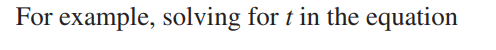 For example, solving for t in the equation